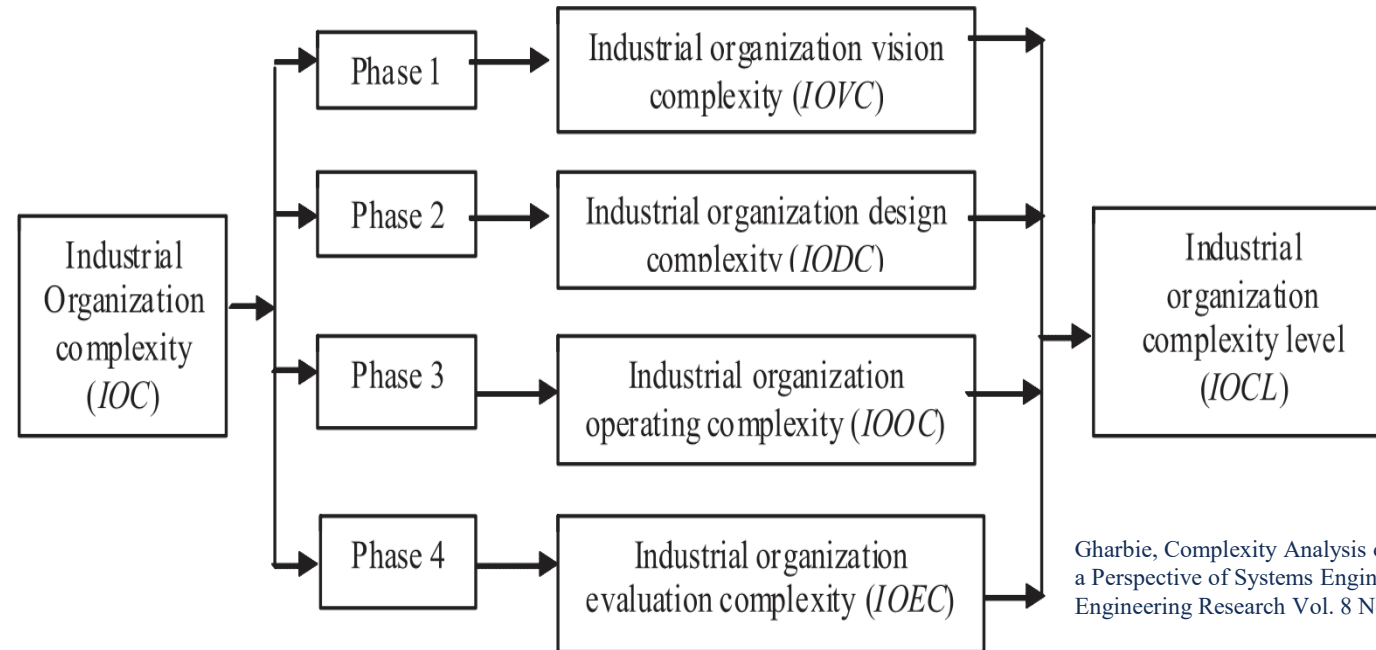 Industrial
Organization
complexity
(IOC)
Phase 1
Industrial organization vision
complexity (IOVC)
Phase 2
Industrial organization design
complexity (IODC)
Phase 3
Industrial organization
operating complexity (IOOC)
Phase 4
Industrial organization
evaluation complexity (IOEC)
Industrial
organization
complexity level
(IOCL)
Gharbie, Complexity Analysis
a Perspective of Systems
Engineering Research Vol. 8